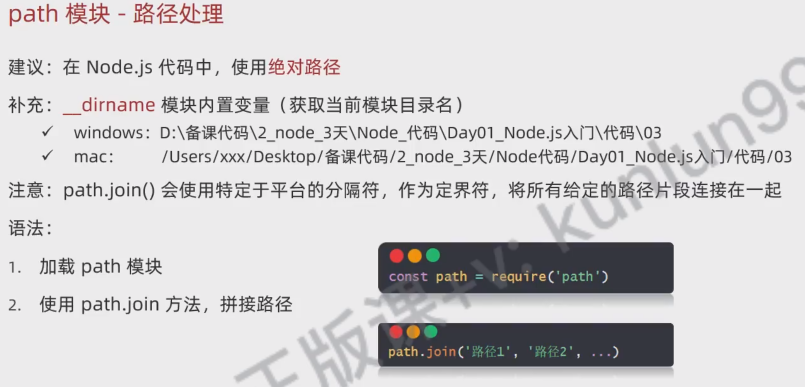 path 模块 - 路径处理
建议：在 Node.js 代码中，使用绝对路径
补充：__dirname 模块内置变量（获取当前模块目录名）
✓ windows：D:\备课代码\2_node_3天\Node_代码\Day01_Node.js入门\代码\03
✓ mac： /Users/xxx/Desktop/备课代码/2_node_3天/Node代码/Day01_Node.js入门/代码/03
注意：path.join() 会使用特定于平台的分隔符，作为定界符，将所有给定的路径片段连接在一起
语法：
1. 加载 path 模块
const path = require('path')
2. 使用 path.join 方法，拼接路径
path.join('路径1', '路径2', ...)
正版课+v: kunlun99